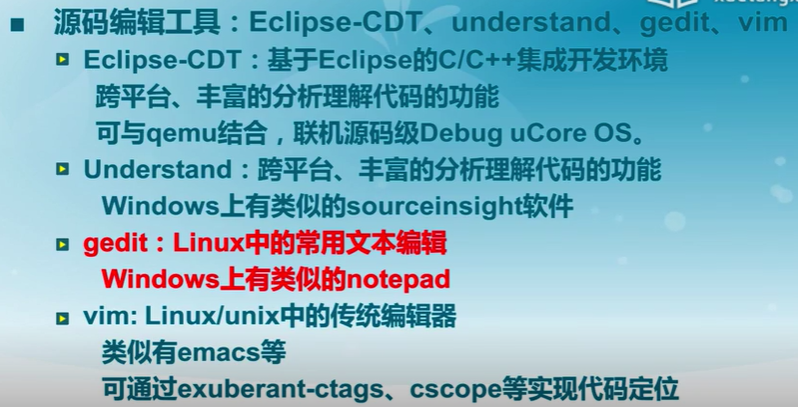 源码编辑工具：Eclipse-CDT、understand、gedit、vim
Eclipse-CDT：基于Eclipse的C/C++集成开发环境
跨平台、丰富的分析理解代码的功能
可与qemu结合，联机源码级Debug uCore OS。
Understand：跨平台、丰富的分析理解代码的功能
Windows上有类似的sourceinsight软件
gedit：Linux中的常用文本编辑
Windows上有类似的notepad
vim: Linux/unix中的传统编辑器
类似有emacs等
可通过exuberant-ctags、cscope等实现代码定位